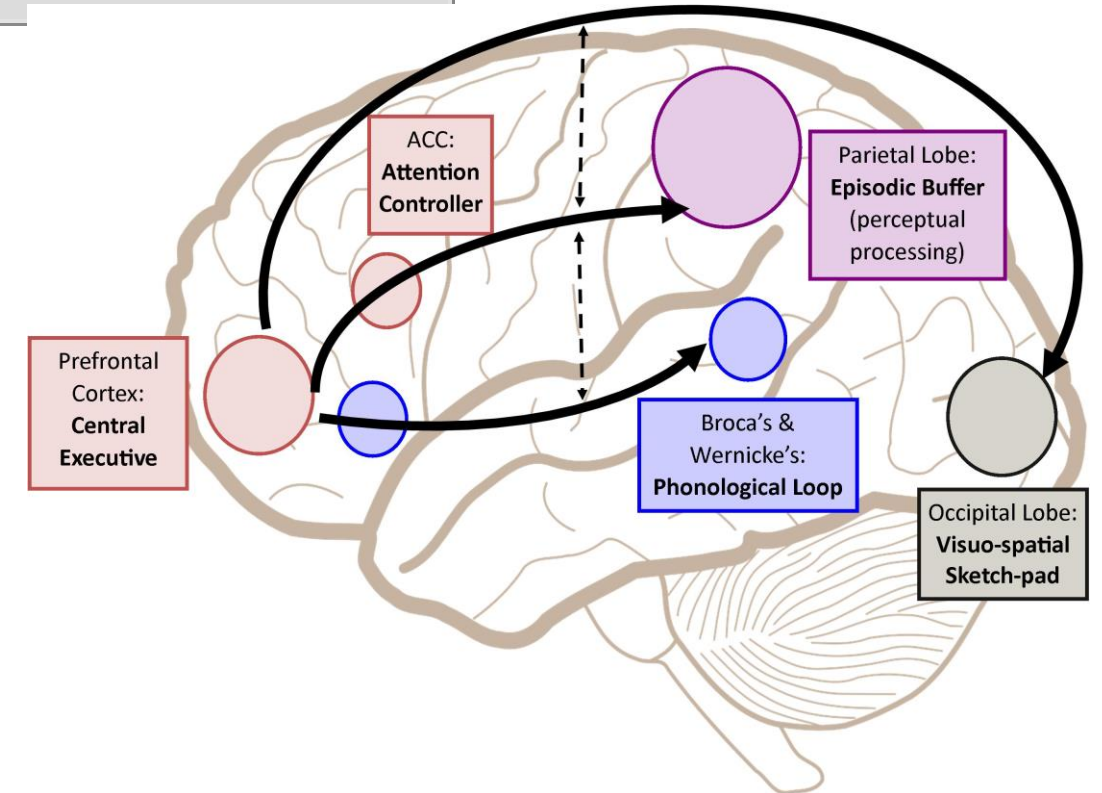 ACC:
Attention
Controller
Parietal Lobe:
Episodic Buffer
(perceptual
processing)
Prefrontal
Cortex:
Central
Executive
Broca’s &
Wernicke’s:
Phonological Loop
Occipital Lobe:
Visuo-spatial
Sketch-pad